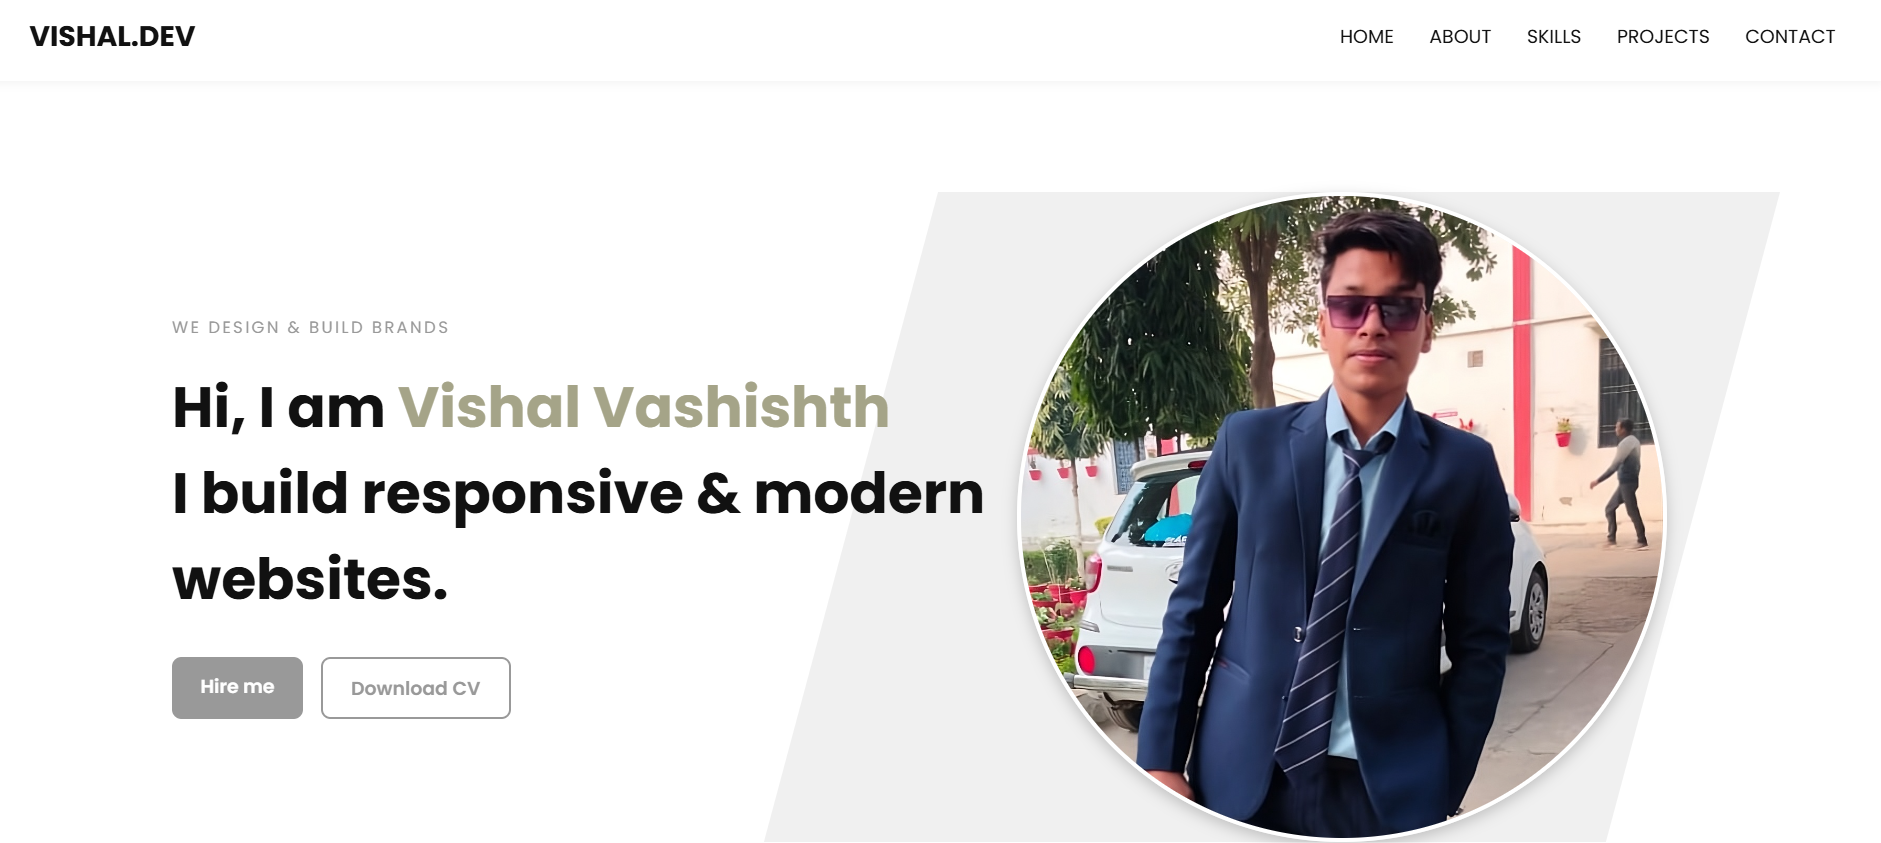 VISHAL.DEV
HOME ABOUT SKILLS PROJECTS CONTACT
WE DESIGN & BUILD BRANDS
Hi, I am Vishal Vashishth
I build responsive & modern
websites.
Hire me
Download CV